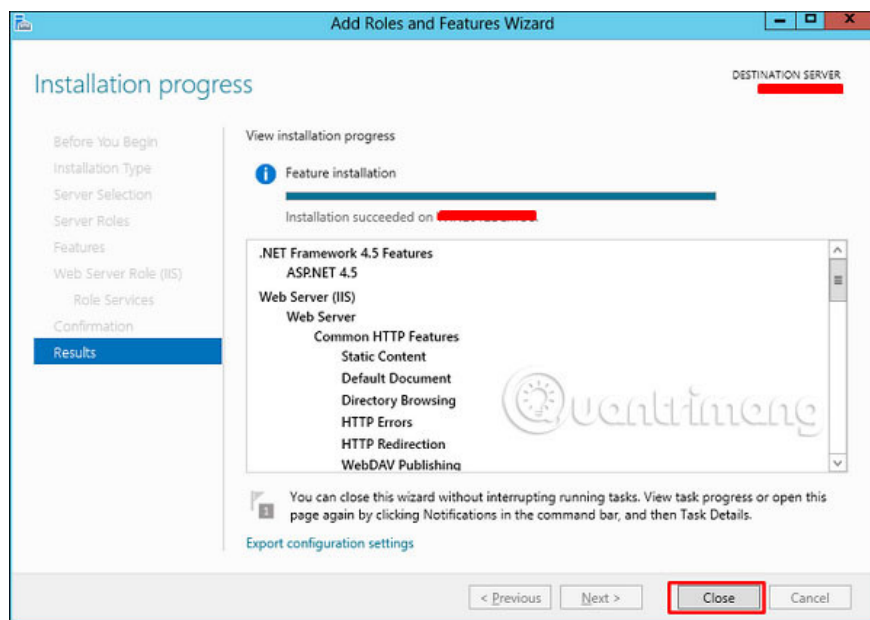 Add Roles and Features Wizard
Installation progress
DESTINATION SERVER
Before You Begin
Installation Type
Server Selection
Server Roles
Features
Web Server Role (IIS)
Role Services
Confirmation
Results
View installation progress
Feature installation
Installation succeeded on
.NET Framework 4.5 Features
ASP.NET 4.5
Web Server (IIS)
Web Server
Common HTTP Features
Static Content
Default Document
Directory Browsing
HTTP Errors
HTTP Redirection
WebDAV Publishing
Quantrimang
1
You can close this wizard without interrupting running tasks. View task progress or open this
page again by clicking Notifications in the command bar, and then Task Details.
Export configuration settings
< Previous
Next >
Close
Cancel